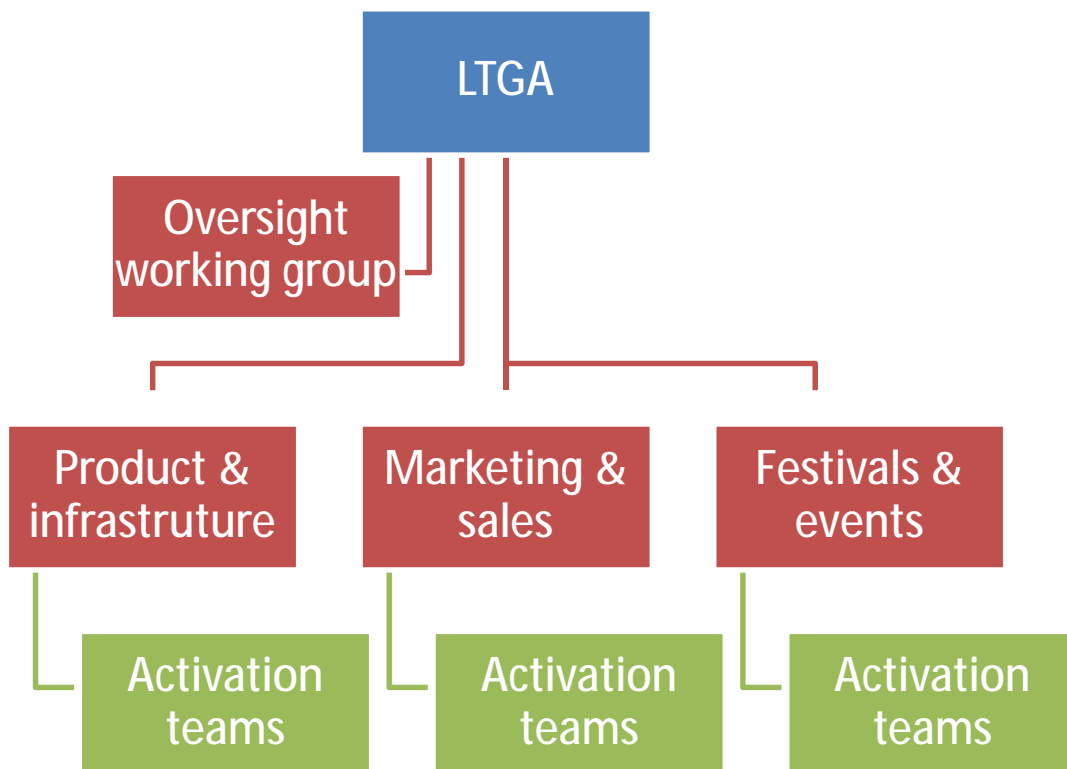 LTGA
Oversight
working group
Product &
infrastruture
Marketing &
sales
Festivals &
events
Activation
teams
Activation
teams
Activation
teams